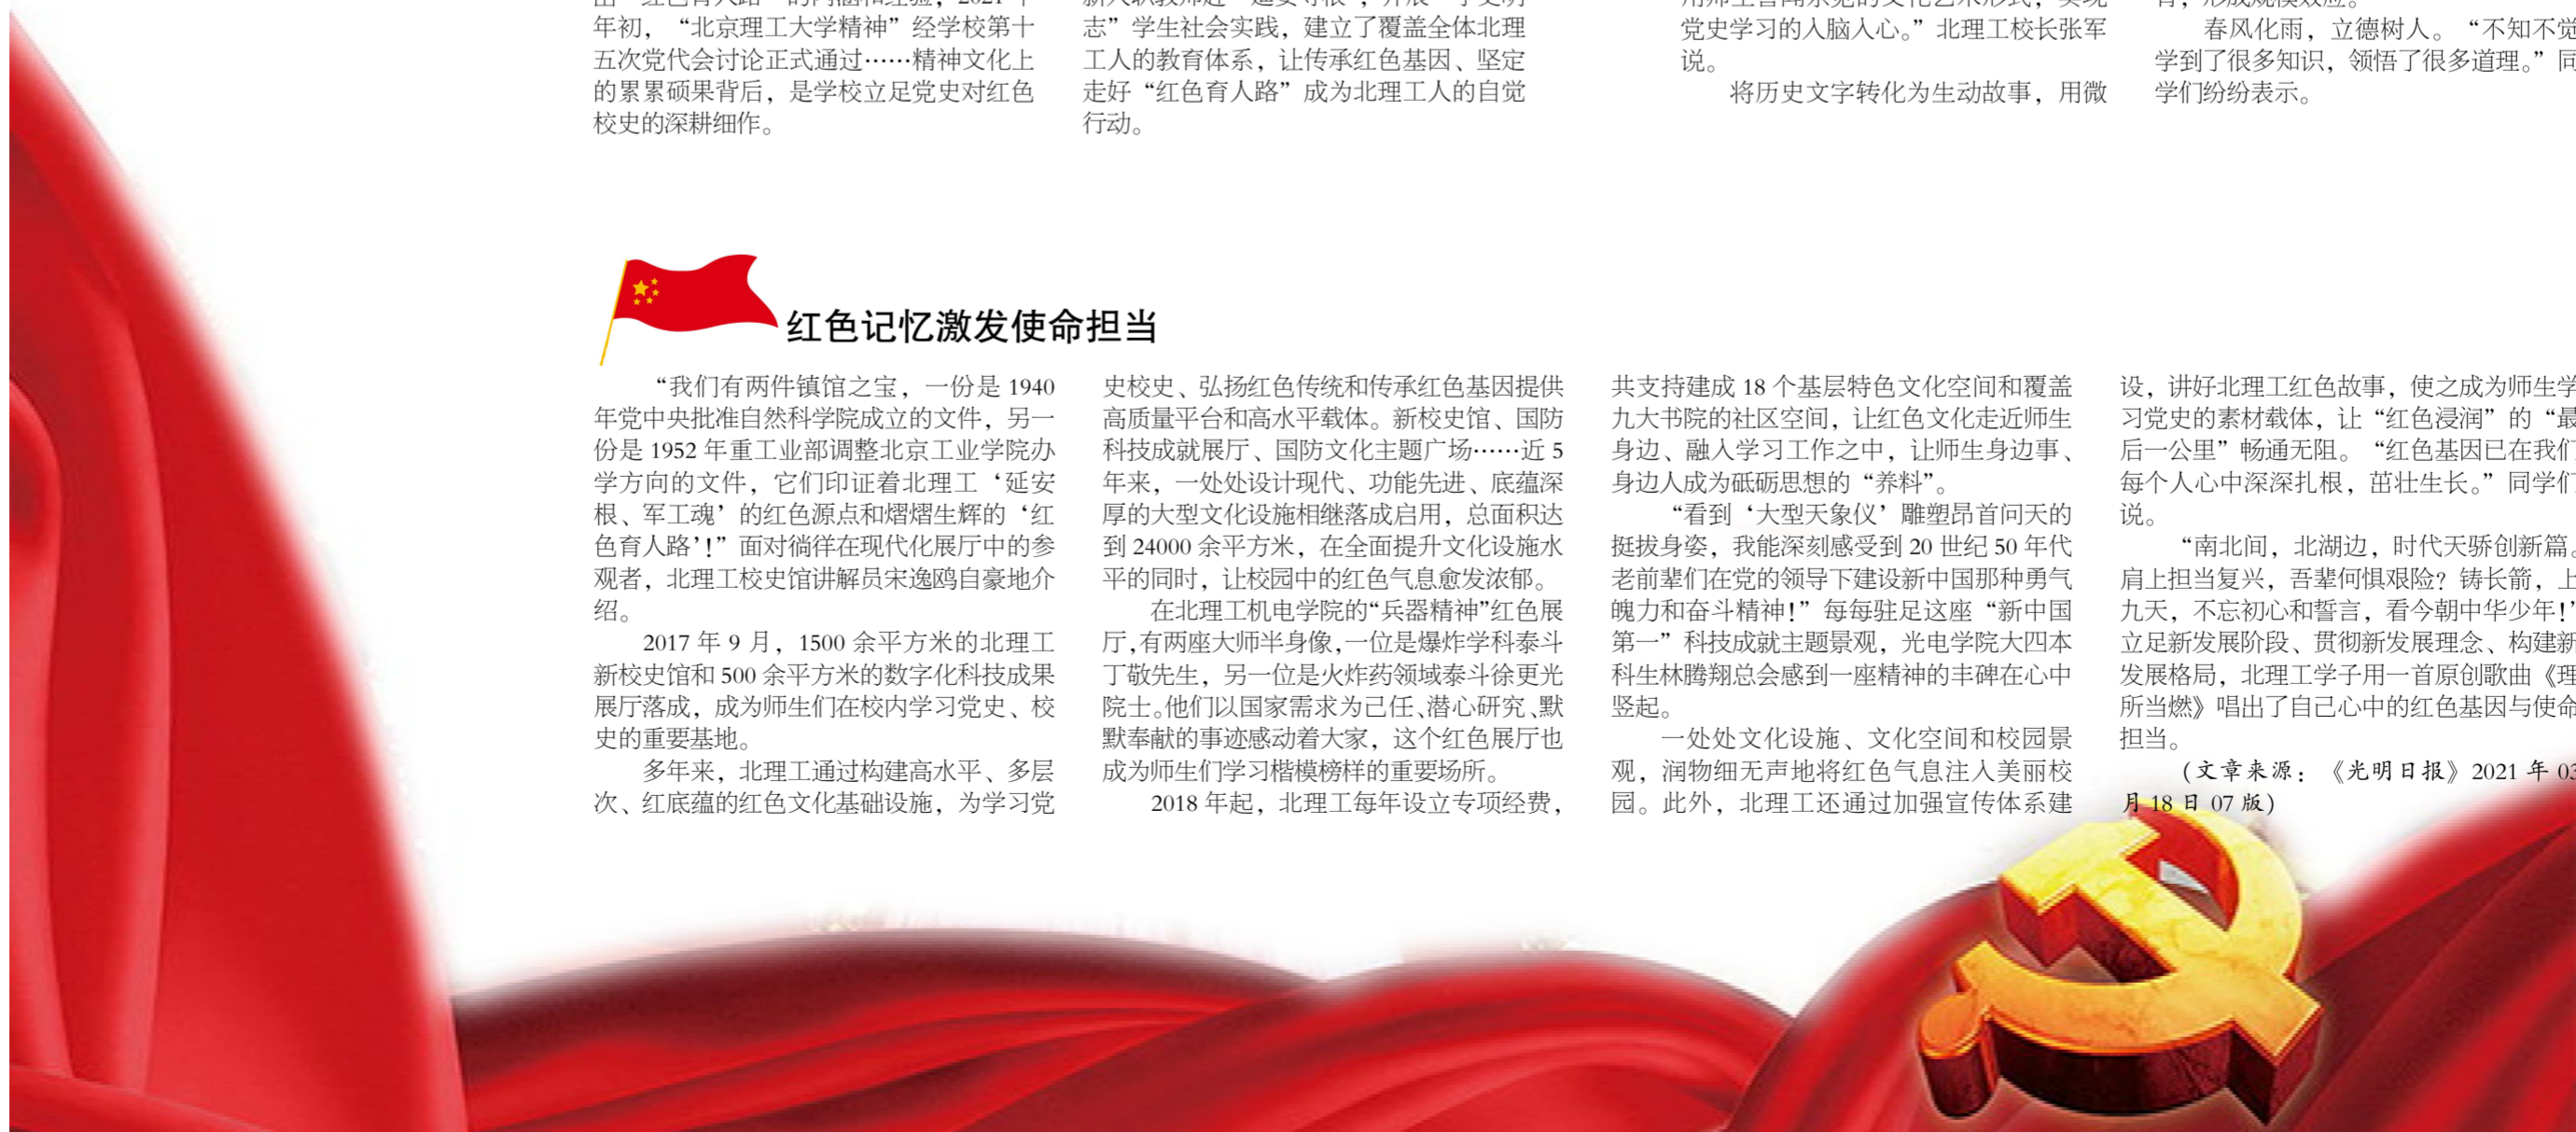 年初，“北京理工大学精神”经学校第十
五次党代会讨论正式通过……精神文化上
的累累硕果背后，是学校立足党史对红色
校史的深耕细作。
志”学生社会实践，建立了覆盖全体北理
工人的教育体系，让传承红色基因、坚定
走好“红色育人路”成为北理工人的自觉
行动。
党史学习的入脑入心。”北理工校长张军
说。
将历史文字转化为生动故事，用微
春风化雨，立德树人。“不知不觉
学到了很多知识，领悟了很多道理。”同
学们纷纷表示。
红色记忆激发使命担当
“我们有两件镇馆之宝，一份是 1940
年党中央批准自然科学院成立的文件，另一
份是 1952 年重工业部调整北京工业学院办
学方向的文件，它们印证着北理工‘延安
根、军工魂’的红色源点和熠熠生辉的‘红
色育人路’！”面对徜徉在现代化展厅中的参
观者，北理工校史馆讲解员宋逸鸥自豪地介
绍。
2017 年 9 月，1500 余平方米的北理工
新校史馆和 500 余平方米的数字化科技成果
展厅落成，成为师生们在校内学习党史、校
史的重要基地。
多年来，北理工通过构建高水平、多层
次、红底蕴的红色文化基础设施，为学习党
史校史、弘扬红色传统和传承红色基因提供
高质量平台和高水平载体。新校史馆、国防
科技成就展厅、国防文化主题广场……近 5
年来，一处处设计现代、功能先进、底蕴深
厚的大型文化设施相继落成启用，总面积达
到 24000 余平方米，在全面提升文化设施水
平的同时，让校园中的红色气息愈发浓郁。
在北理工机电学院的“兵器精神”红色展
厅,有两座大师半身像,一位是爆炸学科泰斗
丁敬先生，另一位是火炸药领域泰斗徐更光
院士。他们以国家需求为己任、潜心研究、默
默奉献的事迹感动着大家，这个红色展厅也
成为师生们学习楷模榜样的重要场所。
2018 年起，北理工每年设立专项经费，
共支持建成 18 个基层特色文化空间和覆盖
九大书院的社区空间，让红色文化走近师生
身边、融入学习工作之中，让师生身边事、
身边人成为砥砺思想的“养料”。
“看到‘大型天象仪’雕塑昂首问天的
挺拔身姿，我能深刻感受到 20 世纪 50 年代
老前辈们在党的领导下建设新中国那种勇气
魄力和奋斗精神！”每每驻足这座“新中国
第一”科技成就主题景观，光电学院大四本
科生林腾翔总会感到一座精神的丰碑在心中
竖起。
一处处文化设施、文化空间和校园景
观，润物细无声地将红色气息注入美丽校
园。此外，北理工还通过加强宣传体系建
设，讲好北理工红色故事，使之成为师生学
习党史的素材载体，让“红色浸润”的“最
后一公里”畅通无阻。“红色基因已在我们
每个人心中深深扎根，茁壮生长。”同学们
说。
“南北间，北湖边，时代天骄创新篇。
肩上担当复兴，吾辈何惧艰险？铸长箭，上
九天，不忘初心和誓言，看今朝中华少年！”
立足新发展阶段、贯彻新发展理念、构建新
发展格局，北理工学子用一首原创歌曲《理
所当燃》唱出了自己心中的红色基因与使命
担当。
（文章来源：《光明日报》2021 年 03
月 18 日 07 版）